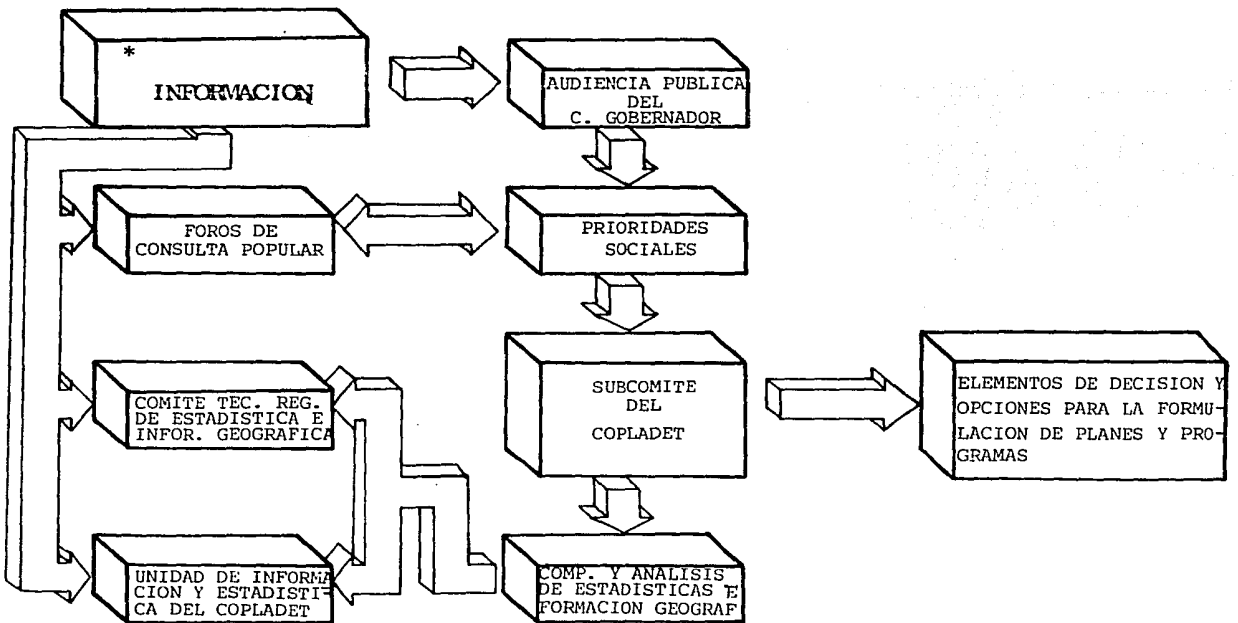 *
INFORMACION
AUDIENCIA PUBLICA
DEL
C. GOBERNADOR
FOROS DE
CONSULTA POPULAR
PRIORIDADES
SOCIALES
COMITE TEC. REG.
DE ESTADISTICA E
INFOR. GEOGRAFICA
SUBCOMITE
DEL
COPLADET
ELEMENTOS DE DECISION Y
OPCIONES PARA LA FORMU-
LACION DE PLANES Y PRO-
GRAMAS
UNIDAD DE INFORMA
CION Y ESTADISTI-
CA DEL COPLADET
COMP. Y ANALISIS
DE ESTADISTICAS E
FORMACION GEOGRAF